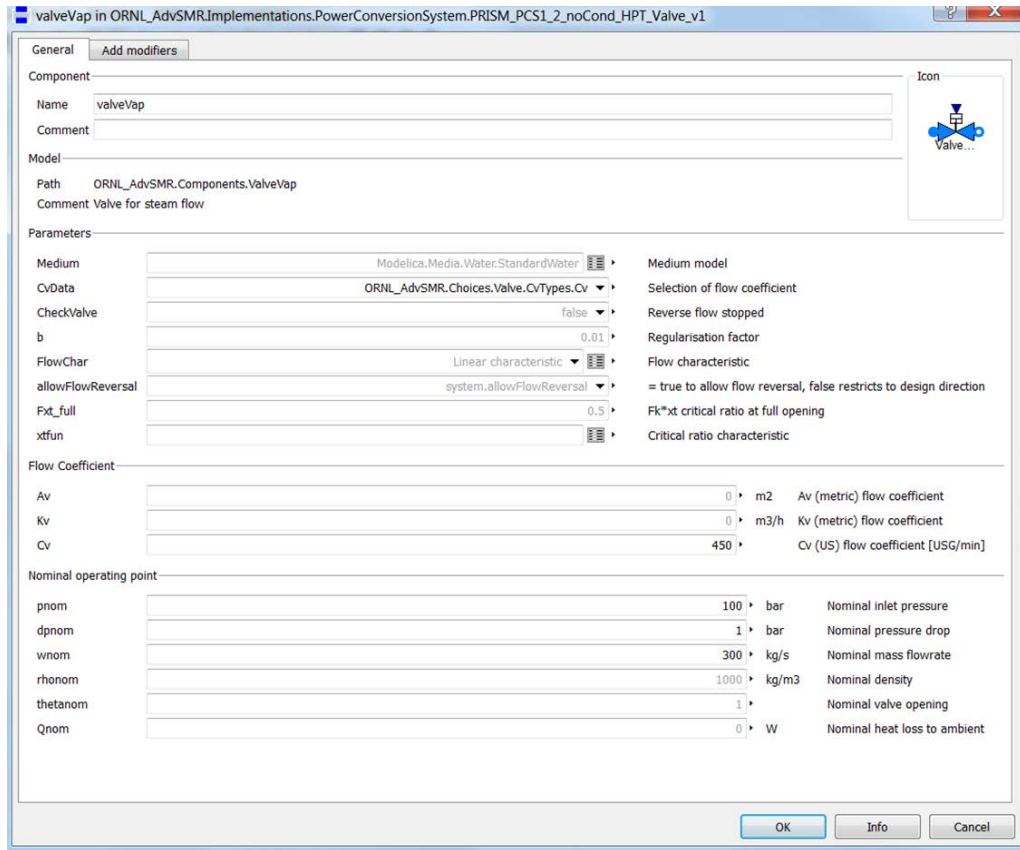 valveVap in ORNL_AdvSMR.Implementations.PowerConversionSystem.PRISM_PCS1_2_noCond_HPT_Valve_v1
General Add modifiers
Component
Icon
Name valveVap
Comment
Valve...
Model
Path ORNL_AdvSMR.Components.ValveVap
Comment Valve for steam flow
Parameters
Medium Modelica.Media.Water.StandardWater Medium model
CvData ORNL_AdvSMR.Choices.Valve.CvTypes.Cv Selection of flow coefficient
CheckValve false Reverse flow stopped
b 0.01 Regularisation factor
FlowChar Linear characteristic Flow characteristic
allowFlowReversal system.allowFlowReversal = true to allow flow reversal, false restricts to design direction
Fxt_full 0.5 Fk*xt critical ratio at full opening
xtfun Critical ratio characteristic
Flow Coefficient
Av 0 m2 Av (metric) flow coefficient
Kv 0 m3/h Kv (metric) flow coefficient
Cv 450 Cv (US) flow coefficient [USG/min]
Nominal operating point
pnom 100 bar Nominal inlet pressure
dpnom 1 bar Nominal pressure drop
wnom 300 kg/s Nominal mass flowrate
rhonom 1000 kg/m3 Nominal density
thetanom 1 Nominal valve opening
Qnom 0 W Nominal heat loss to ambient
OK Info Cancel